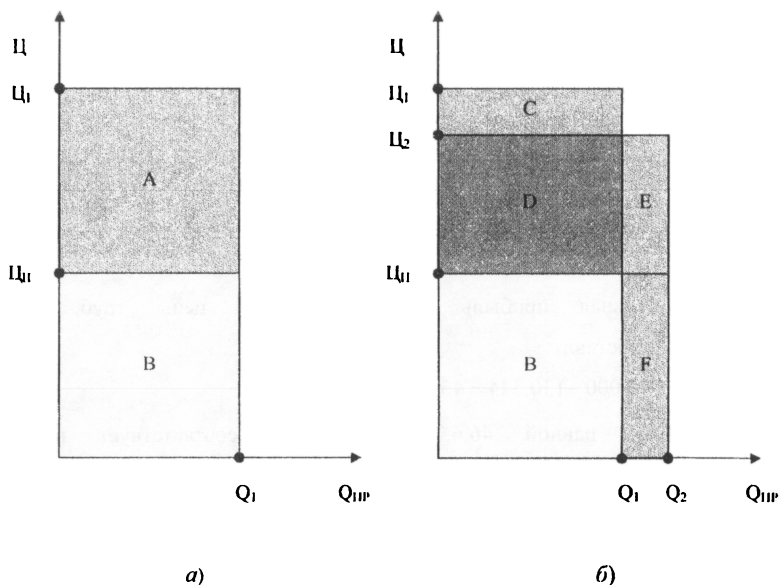 Ц Ц
Ц₁ Ц₁
C
Ц₂
A D E
Цп Цп
B B F
Q₁ Qпр Q₁ Q₂ Qпр
а) б)